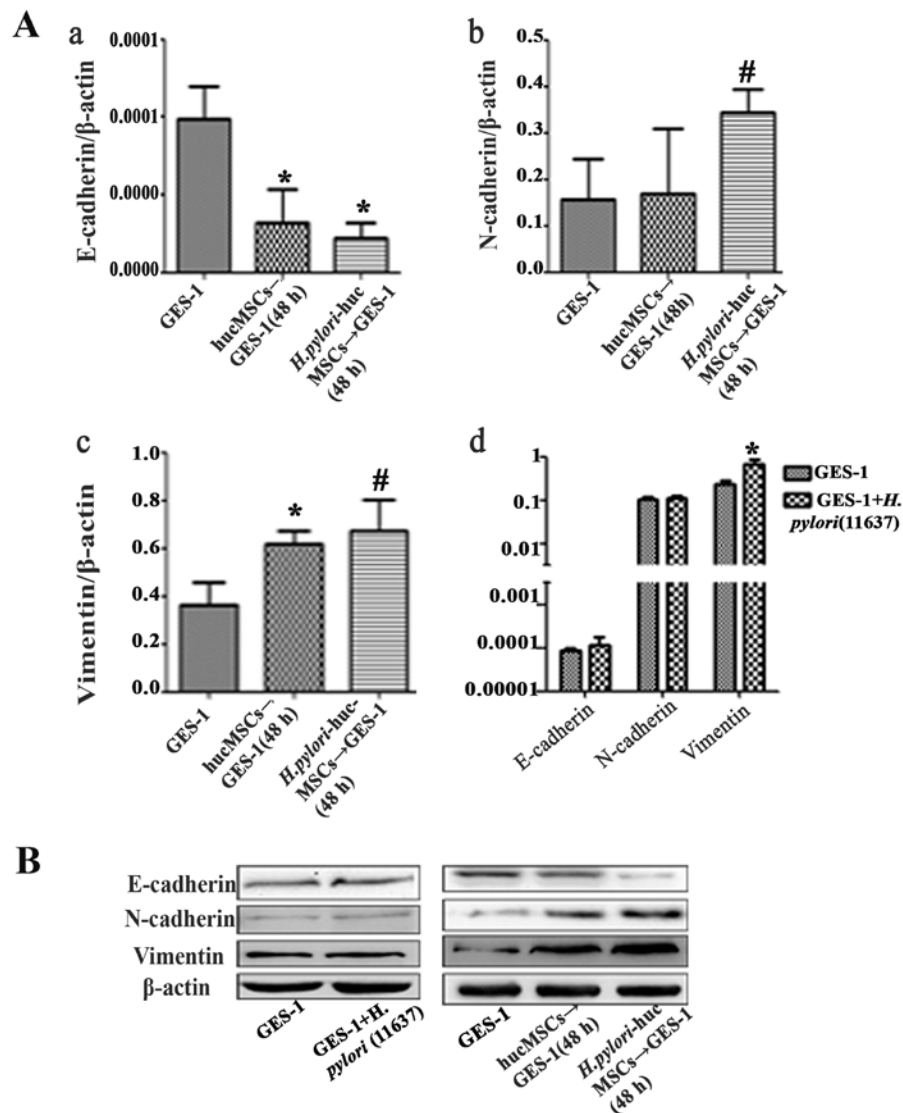 A
a
E-cadherin/β-actin
0.0001
0.0001
0.0000
0.0000
*
*
GES-1
hucMSCs→
GES-1(48 h)
H.pylori-huc
MSCs→GES-1
(48 h)
b
N-cadherin/β-actin
0.5
0.4
0.3
0.2
0.1
0.0
#
GES-1
hucMSCs→
GES-1(48h)
H.pylori-huc
MSCs→GES-1
(48 h)
c
Vimentin/β-actin
1.0
0.8
0.6
0.4
0.2
0.0
*
#
GES-1
hucMSCs→
GES-1(48 h)
H.pylori-huc-
MSCs→GES-1
(48 h)
d
1
0.1
0.01
0.001
0.0001
0.00001
*
E-cadherin
N-cadherin
Vimentin
GES-1
GES-1+H.
pylori(11637)
B
E-cadherin
N-cadherin
Vimentin
β-actin
GES-1
GES-1+H.
pylori (11637)
GES-1
hucMSCs→
GES-1(48 h)
H.pylori-huc
MSCs→GES-1
(48 h)